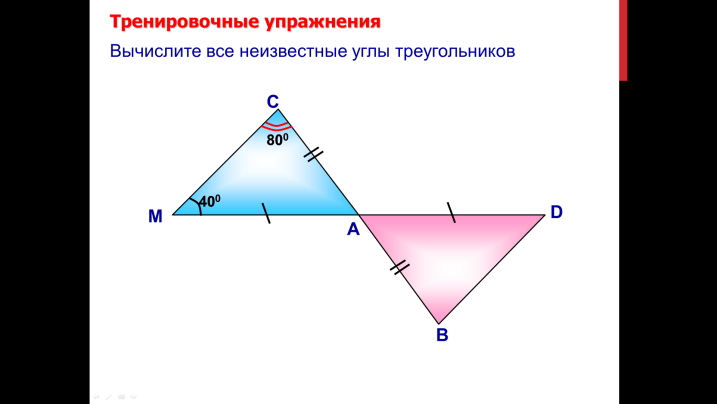 Тренировочные упражнения
Вычислите все неизвестные углы треугольников
C
80⁰
40⁰
M
A
D
B